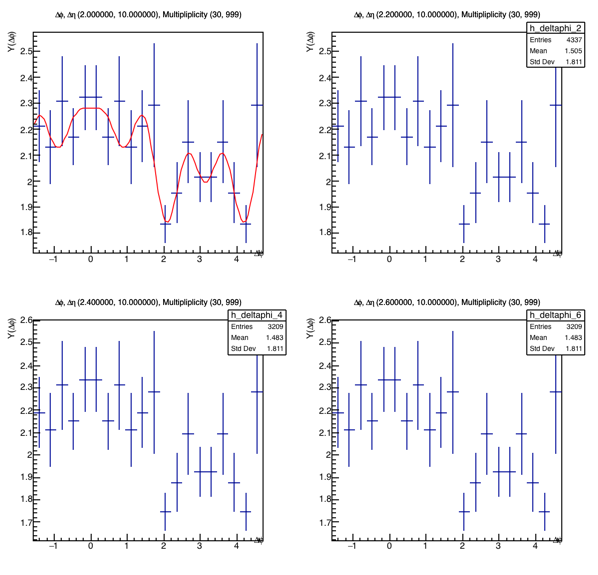 Δϕ, Δη (2.000000, 10.000000), Multipliplicity (30, 999)
Y(Δϕ)
2.5
2.4
2.3
2.2
2.1
2
1.9
1.8
−1 0 1 2 3 4
Δϕ, Δη (2.200000, 10.000000), Multipliplicity (30, 999)
h_deltaphi_2
Entries 4337
Mean 1.505
Std Dev 1.811
Y(Δϕ)
2.5
2.4
2.3
2.2
2.1
2
1.9
1.8
−1 0 1 2 3 4
Δϕ, Δη (2.400000, 10.000000), Multipliplicity (30, 999)
h_deltaphi_4
Entries 3209
Mean 1.483
Std Dev 1.811
Y(Δϕ)
2.6
2.5
2.4
2.3
2.2
2.1
2
1.9
1.8
1.7
−1 0 1 2 3 4
Δϕ, Δη (2.600000, 10.000000), Multipliplicity (30, 999)
h_deltaphi_6
Entries 3209
Mean 1.483
Std Dev 1.811
Y(Δϕ)
2.6
2.5
2.4
2.3
2.2
2.1
2
1.9
1.8
1.7
−1 0 1 2 3 4